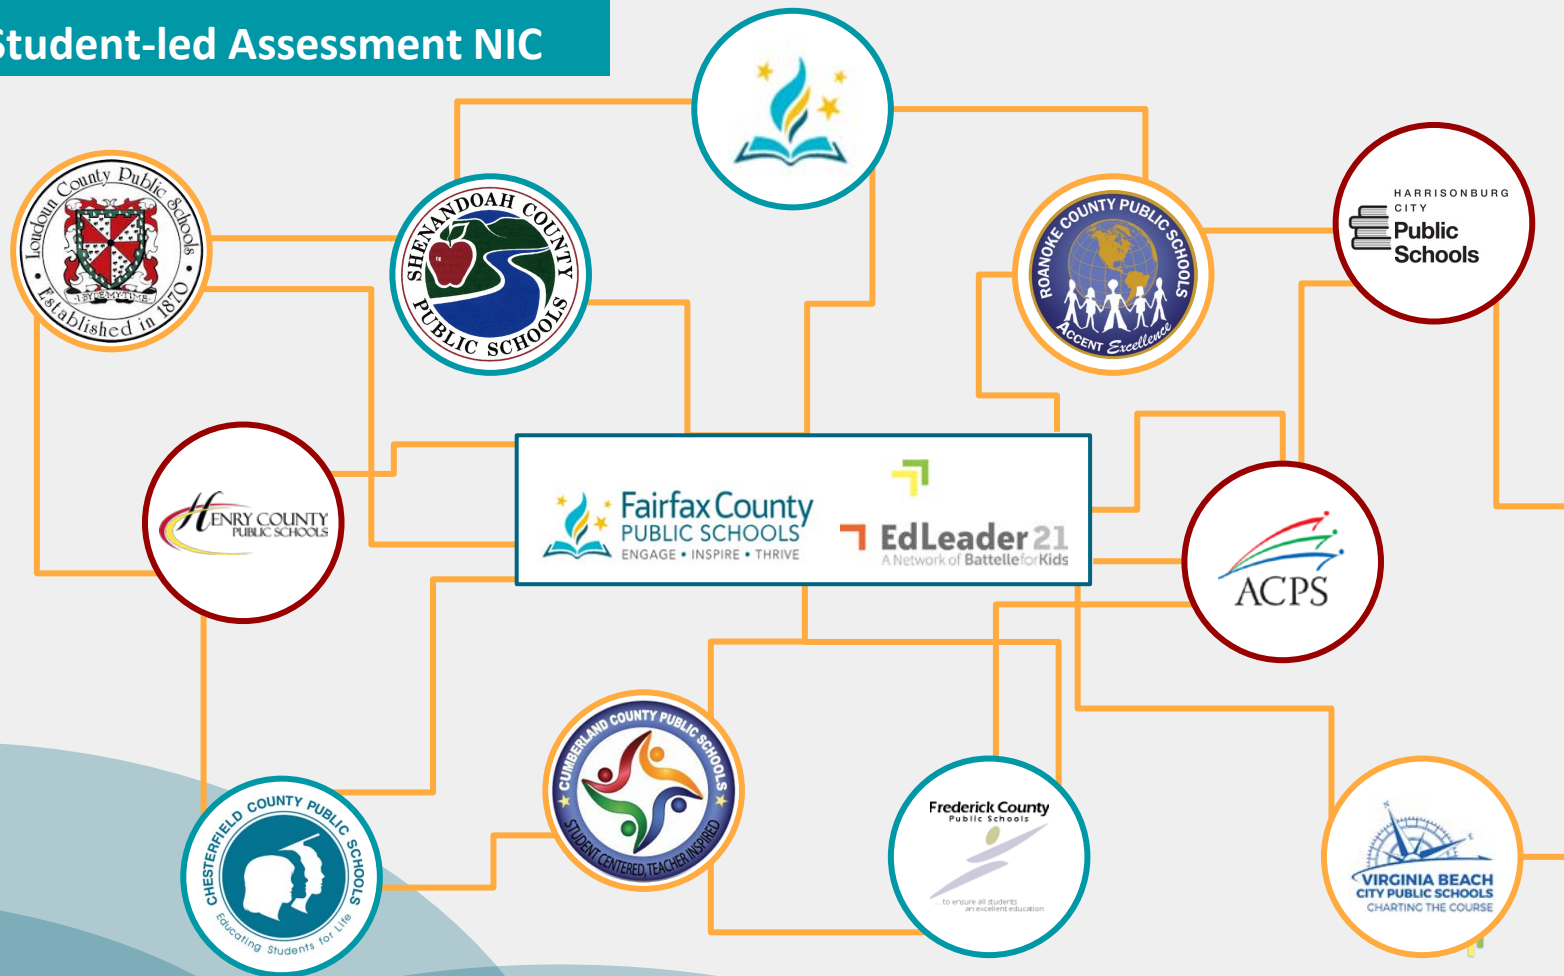 Student-led Assessment NIC
Loudoun County Public Schools
Established in 1870
SHENANDOAH COUNTY
PUBLIC SCHOOLS
ROANOKE COUNTY PUBLIC SCHOOLS
ACCENT Excellence
HARRISONBURG
CITY
Public
Schools
HENRY COUNTY
PUBLIC SCHOOLS
Fairfax County
PUBLIC SCHOOLS
ENGAGE • INSPIRE • THRIVE
EdLeader 21
A Network of BattelleforKids
ACPS
CHESTERFIELD COUNTY PUBLIC SCHOOLS
Educating Students for Life
CUMBERLAND COUNTY PUBLIC SCHOOLS
STUDENT CENTERED, TEACHER INSPIRED
Frederick County
Public Schools
...to ensure all students
an excellent education
N
VIRGINIA BEACH
CITY PUBLIC SCHOOLS
CHARTING THE COURSE